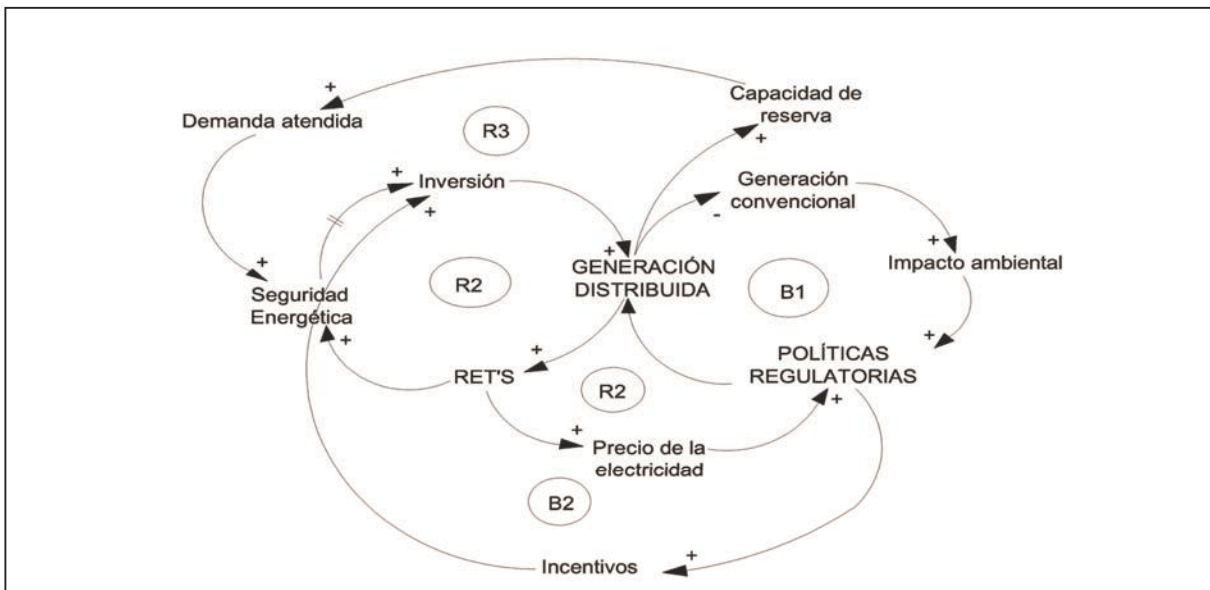 +
Demanda atendida
Capacidad de
reserva
+
R3
+
Inversión
+
Generación
convencional
-
+
Impacto ambiental
+
GENERACIÓN
DISTRIBUIDA
R2
B1
+
Seguridad
Energética
+
+
POLÍTICAS
REGULATORIAS
+
+
RET'S
R2
+
Precio de la
electricidad
B2
+
Incentivos